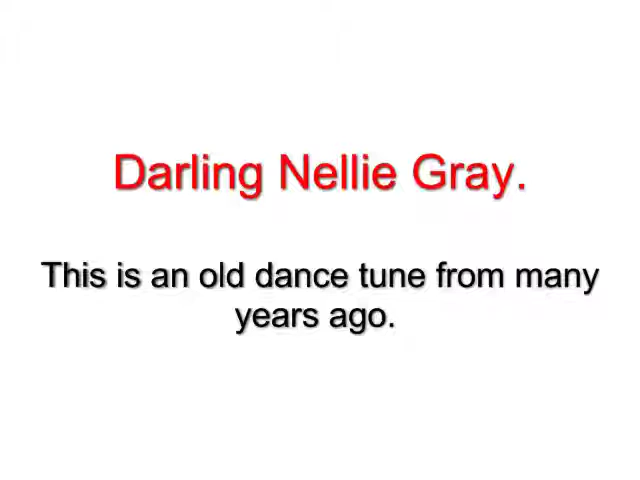 Darling Nellie Gray.
This is an old dance tune from many
years ago.